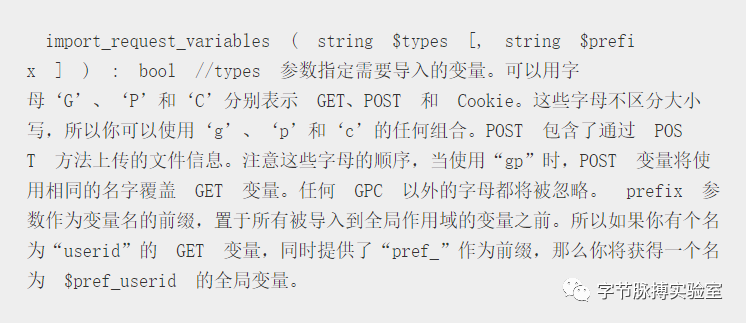 import_request_variables ( string $types [, string $prefi
x ] ) : bool //types 参数指定需要导入的变量。可以用字
母‘G’、‘P’和‘C’分别表示 GET、POST 和 Cookie。这些字母不区分大小
写，所以你可以使用‘g’、‘p’和‘c’的任何组合。POST 包含了通过 POS
T 方法上传的文件信息。注意这些字母的顺序，当使用“gp”时，POST 变量将使
用相同的名字覆盖 GET 变量。任何 GPC 以外的字母都将被忽略。 prefix 参
数作为变量名的前缀，置于所有被导入到全局作用域的变量之前。所以如果你有个名
为“userid”的 GET 变量，同时提供了“pref_”作为前缀，那么你将获得一个名
为 $pref_userid 的全局变量。
字节脉搏实验室